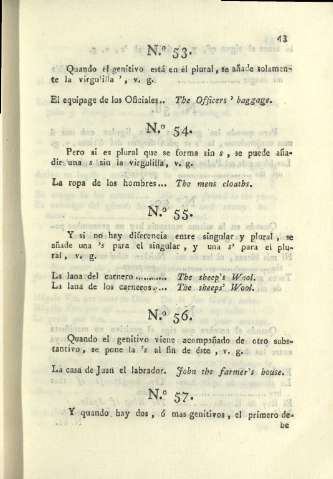 43
N.º 53.
Quando el genitivo está en el plural, se añade solamen-
te la virgulilla ', v. g.
El equipage de los Oficiales.. The Officers ' baggage.
N.º 54.
Pero si es plural que se forma sin s, se puede aña-
dir una s sin la virgulilla, v. g.
La ropa de los hombres... The mens cloaths.
N.º 55.
Y si no hay diferencia entre singular y plural, se
añade una 's para el singular, y una s' para el plu-
ral, v. g.
La lana del carnero ........... The sheep's Wool.
La lana de los carneros.... The sheeps' Wool.
N.º 56.
Quando el genitivo viene acompañado de otro subs-
tantivo, se pone la 's al fin de éste, v. g.
La casa de Juan el labrador. John the farmer's house.
N.º 57.
Y quando hay dos, ó mas genitivos, el primero de-
be